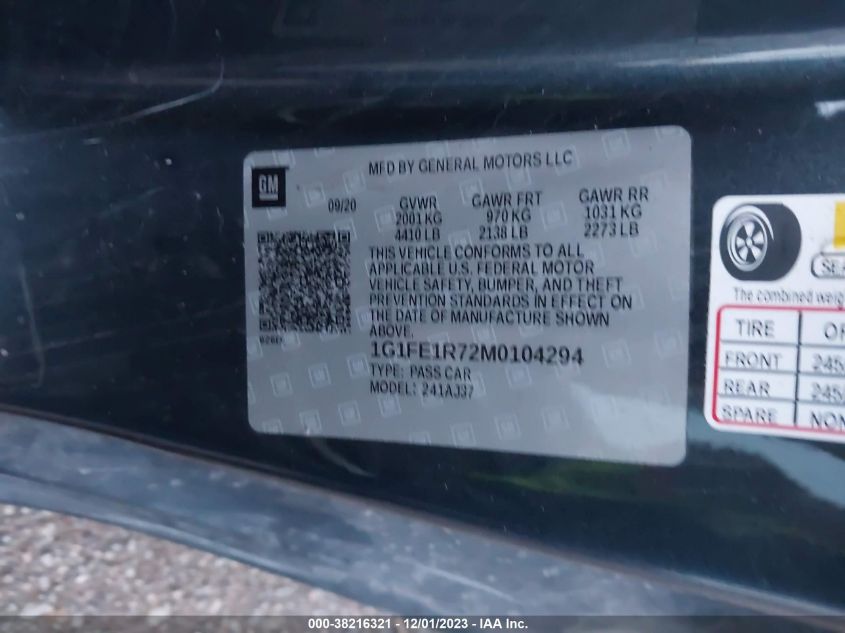 MFD BY GENERAL MOTORS LLC
GM
09/20 GVWR GAWR FRT GAWR RR
2001 KG 970 KG 1031 KG
4410 LB 2138 LB 2273 LB
THIS VEHICLE CONFORMS TO ALL
APPLICABLE U.S. FEDERAL MOTOR
VEHICLE SAFETY, BUMPER, AND THEFT
PREVENTION STANDARDS IN EFFECT ON
THE DATE OF MANUFACTURE SHOWN
ABOVE.
1G1FE1R72M0104294
TYPE: PASS CAR
MODEL: 241AJ37
The combined
TIRE
FRONT 245
REAR 245
SPARE NON
000-38216321 - 12/01/2023 - IAA Inc.